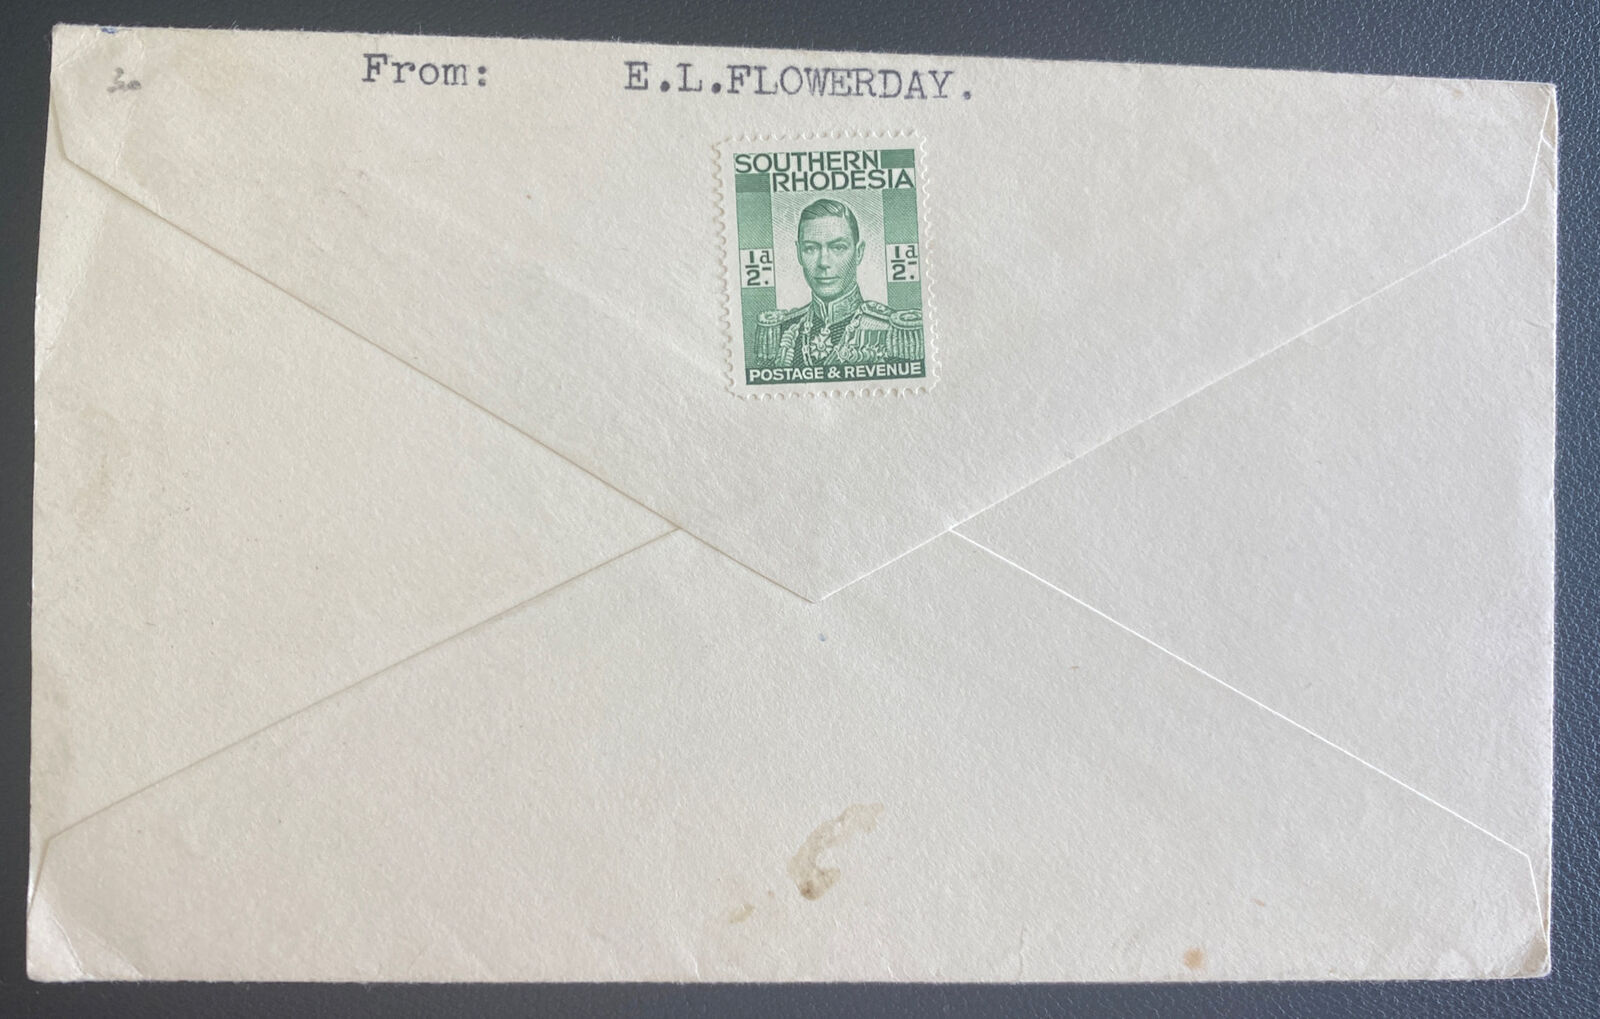 From: E.L.FLOWERDAY.
SOUTHERN
RHODESIA
½d. ½d.
POSTAGE & REVENUE